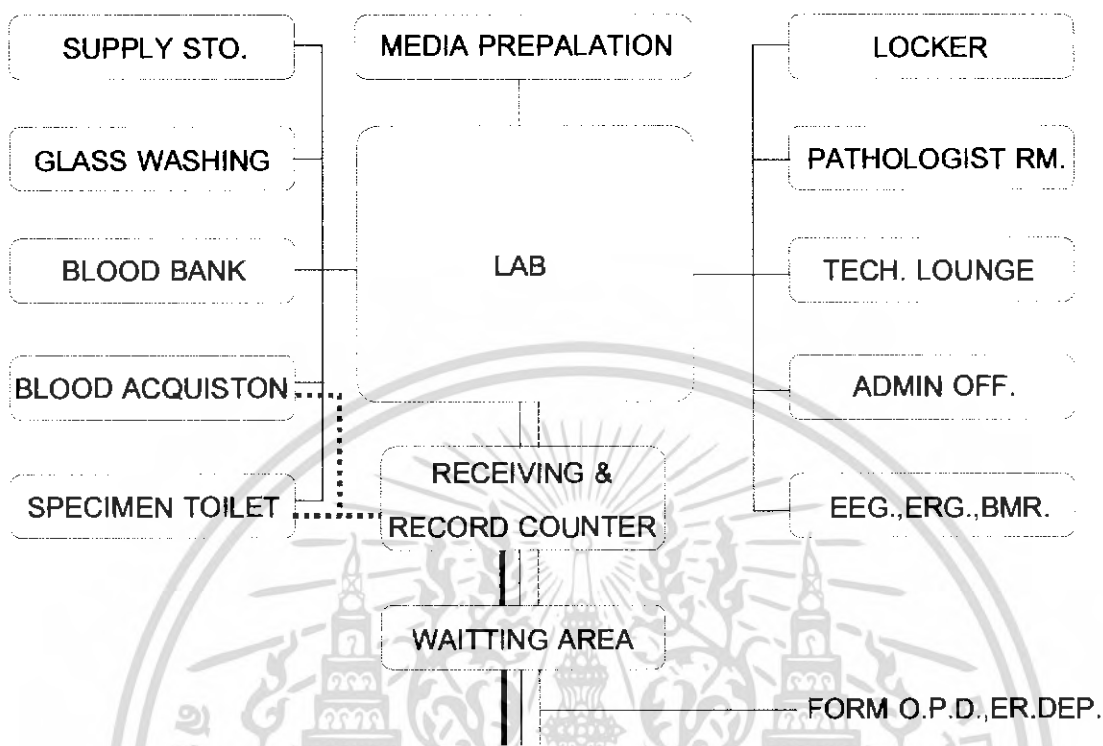 SUPPLY STO.
MEDIA PREPALATION
LOCKER
GLASS WASHING
PATHOLOGIST RM.
BLOOD BANK
LAB
TECH. LOUNGE
BLOOD ACQUISTON
ADMIN OFF.
SPECIMEN TOILET
RECEIVING &
RECORD COUNTER
EEG.,ERG.,BMR.
WAITTING AREA
FORM O.P.D.,ER.DEP.